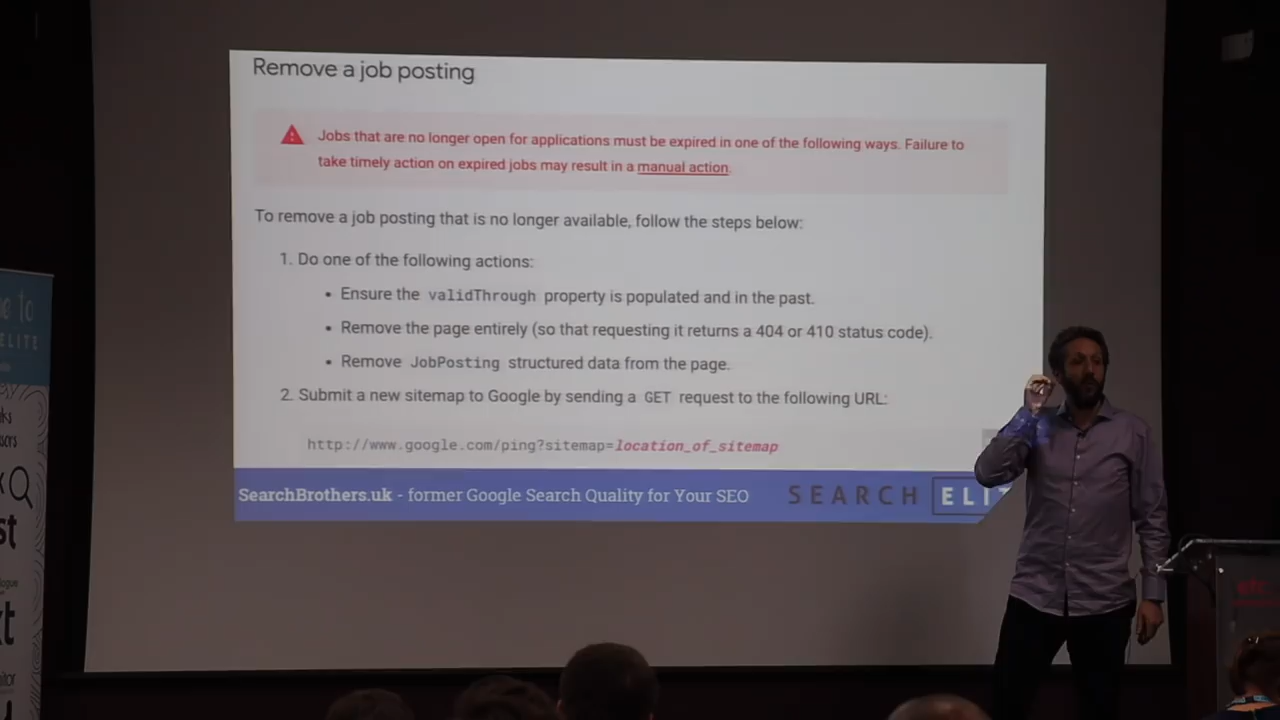 Remove a job posting
Jobs that are no longer open for applications must be expired in one of the following ways. Failure to
take timely action on expired jobs may result in a manual action.
To remove a job posting that is no longer available, follow the steps below:
1. Do one of the following actions:
• Ensure the validThrough property is populated and in the past.
• Remove the page entirely (so that requesting it returns a 404 or 410 status code).
• Remove JobPosting structured data from the page.
2. Submit a new sitemap to Google by sending a GET request to the following URL:
http://www.google.com/ping?sitemap=location_of_sitemap
SearchBrothers.uk - former Google Search Quality for Your SEO
SEARCH ELIT
to
ELITE